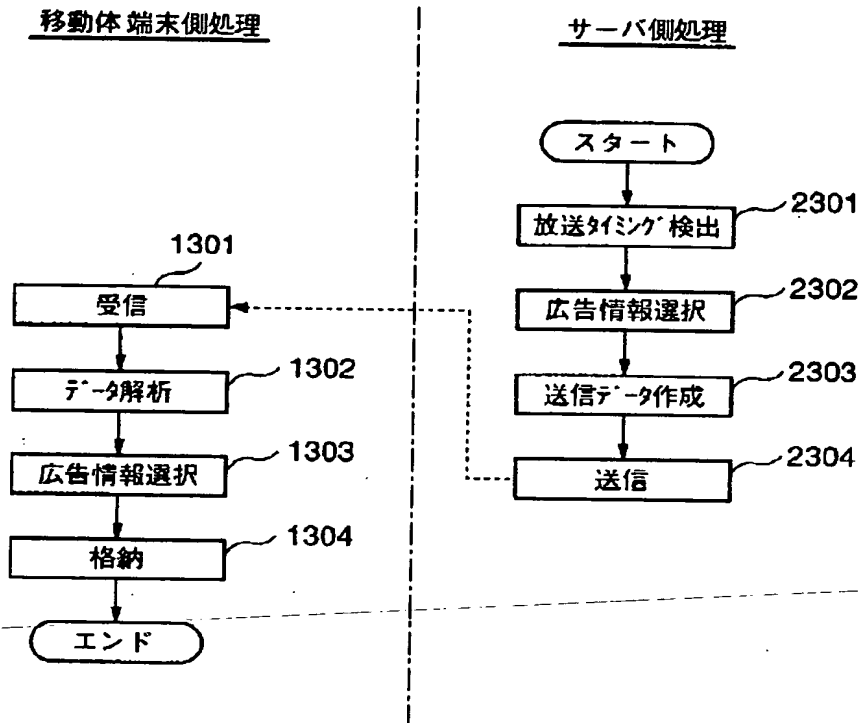 移動体端末側処理
サーバ側処理
スタート
放送タイミング検出
2301
広告情報選択
2302
送信データ作成
2303
送信
2304
1301
受信
データ解析
1302
広告情報選択
1303
格納
1304
エンド